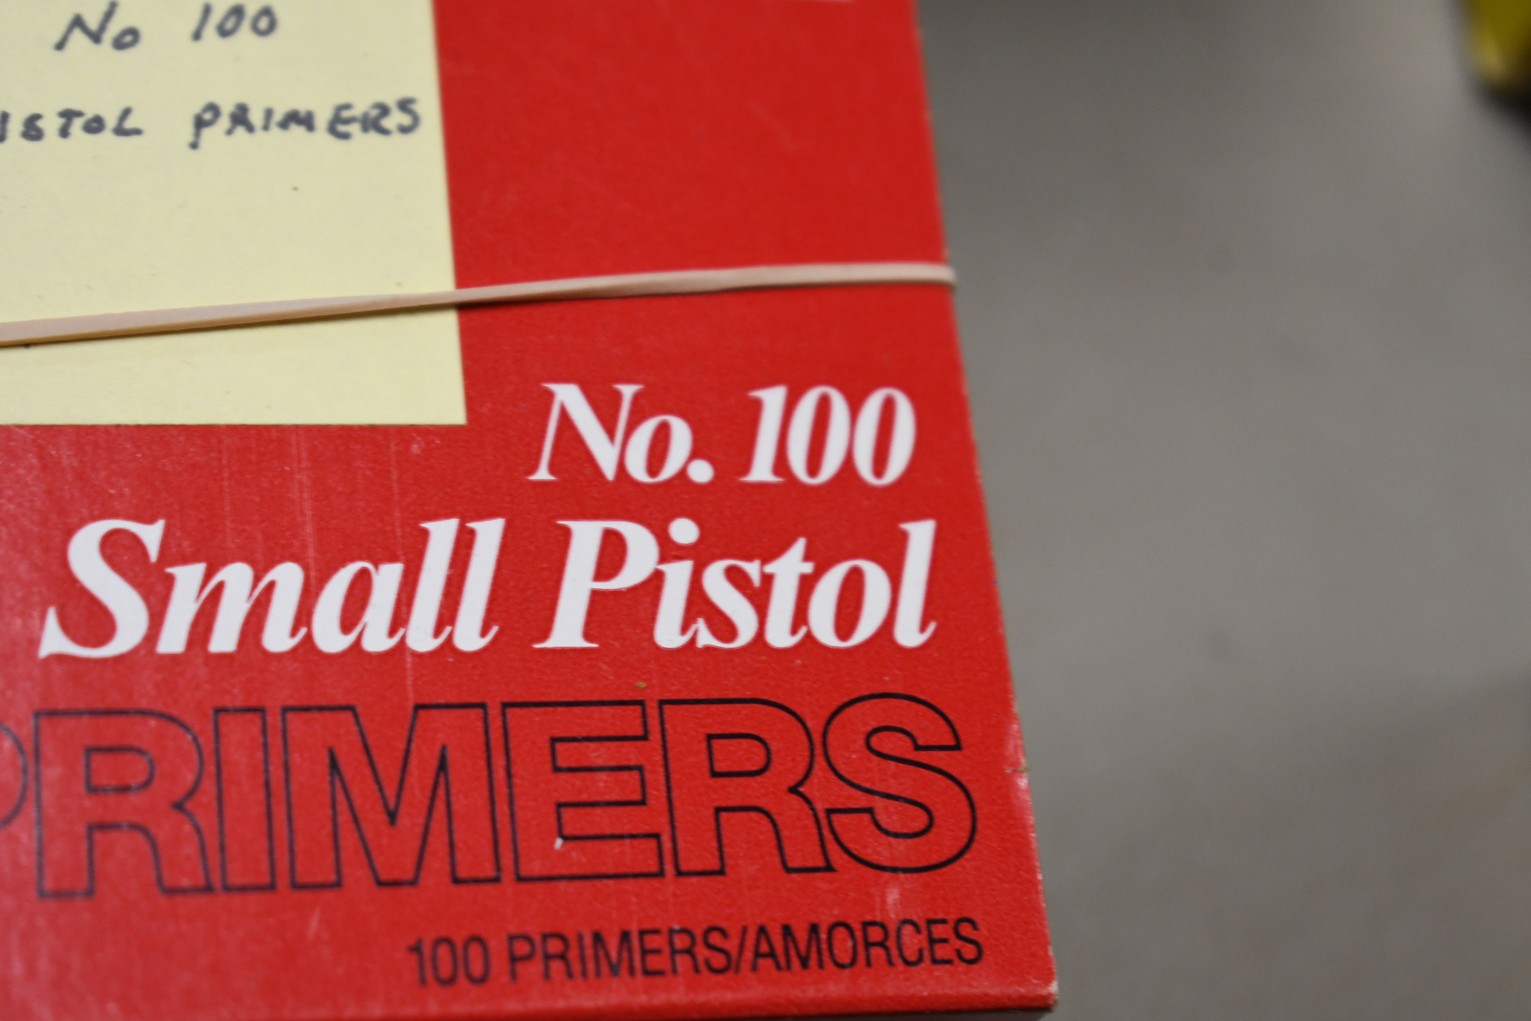 No 100
ISTOL PRIMERS
No. 100
Small Pistol
PRIMERS
100 PRIMERS/AMORCES